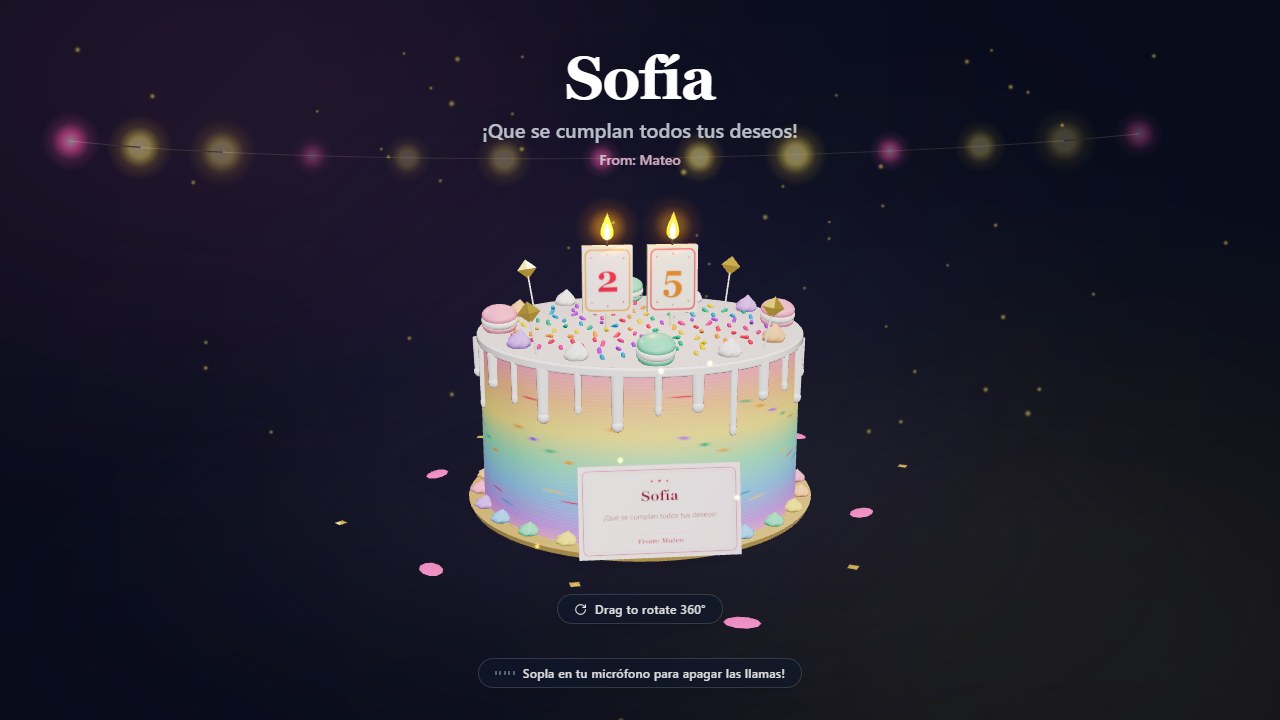 Sofía
¡Que se cumplan todos tus deseos!
From: Mateo
2 5
Sofía
¡Que se cumplan todos tus deseos!
From: Mateo
Drag to rotate 360°
Sopla en tu micrófono para apagar las llamas!